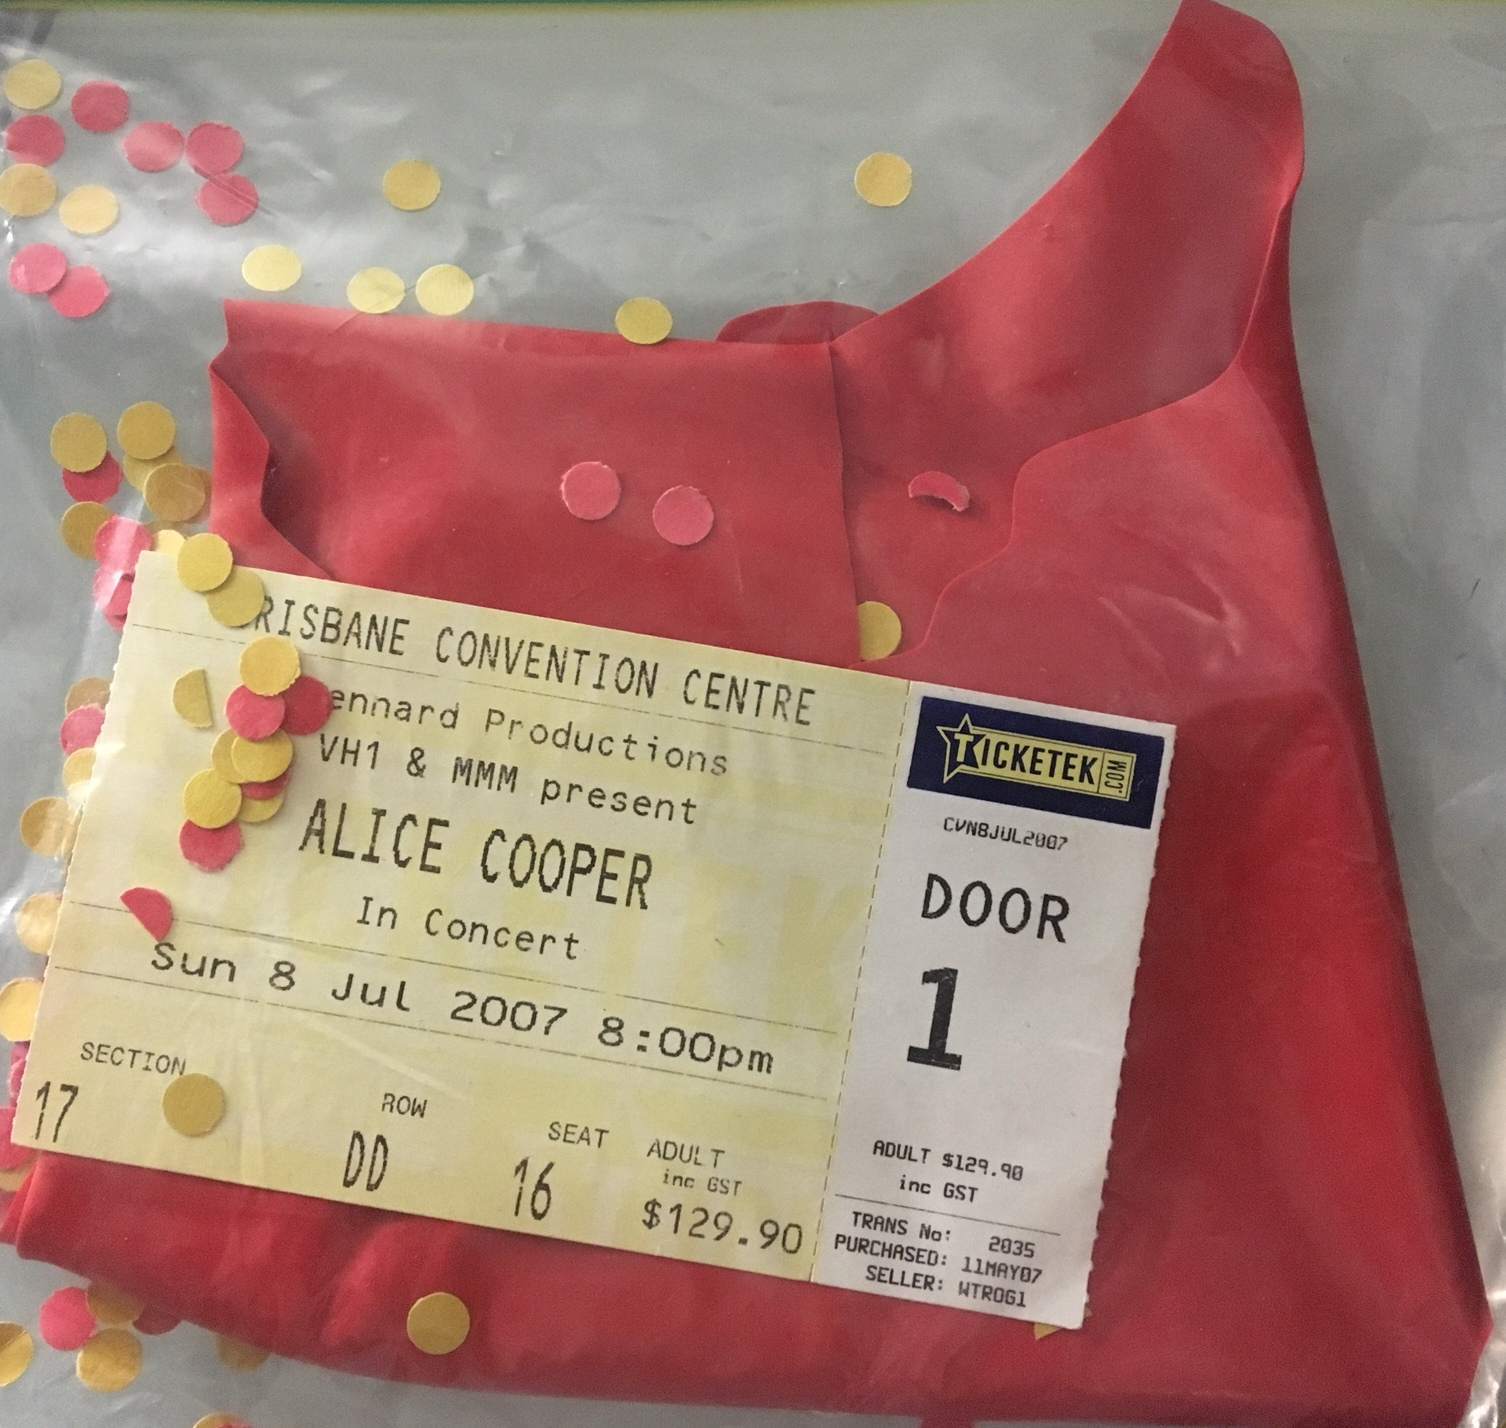 RISBANE CONVENTION CENTRE
ennard Productions
VH1 & MMM present
ALICE COOPER
In Concert
Sun 8 Jul 2007 8:00pm
SECTION
17
ROW
DD
SEAT
16
ADULT
inc GST
$129.90
TICKETEK.COM
CVN8JUL2007
DOOR
1
ADULT $129.90
inc GST
TRANS No: 2035
PURCHASED: 11MAY07
SELLER: WTROG1